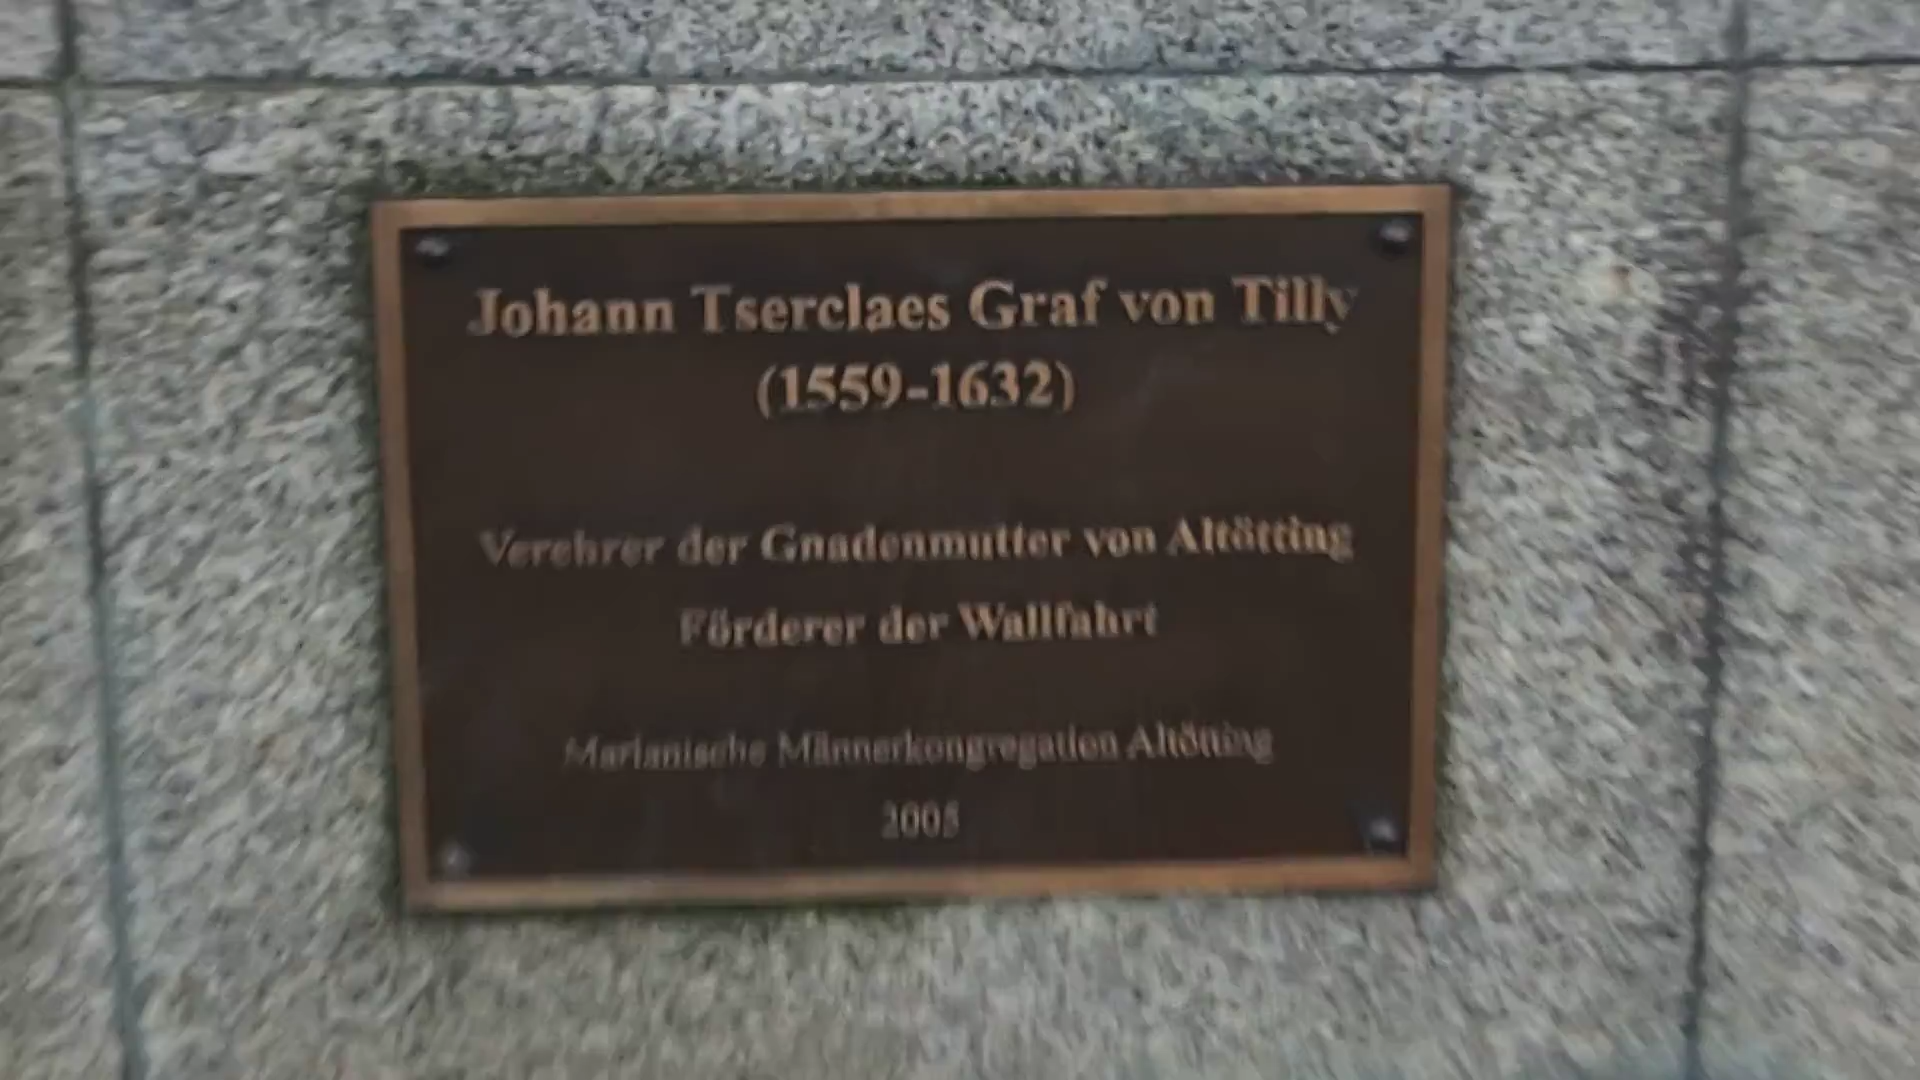 Johann Tserclaes Graf von Tilly
(1559-1632)
Verehrer der Gnadenmutter von Altötting
Förderer der Wallfahrt
Marianische Männerkongregation Altötting
2005